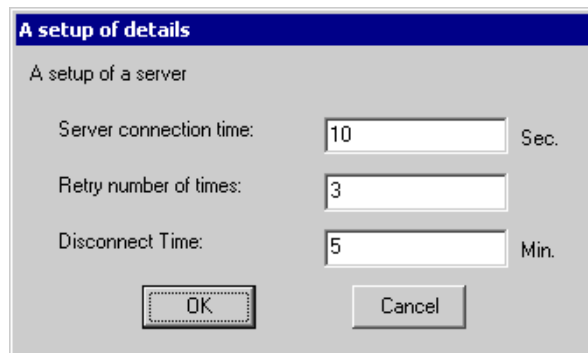 A setup of details
A setup of a server
Server connection time: 10 Sec.
Retry number of times: 3
Disconnect Time: 5 Min.
OK Cancel